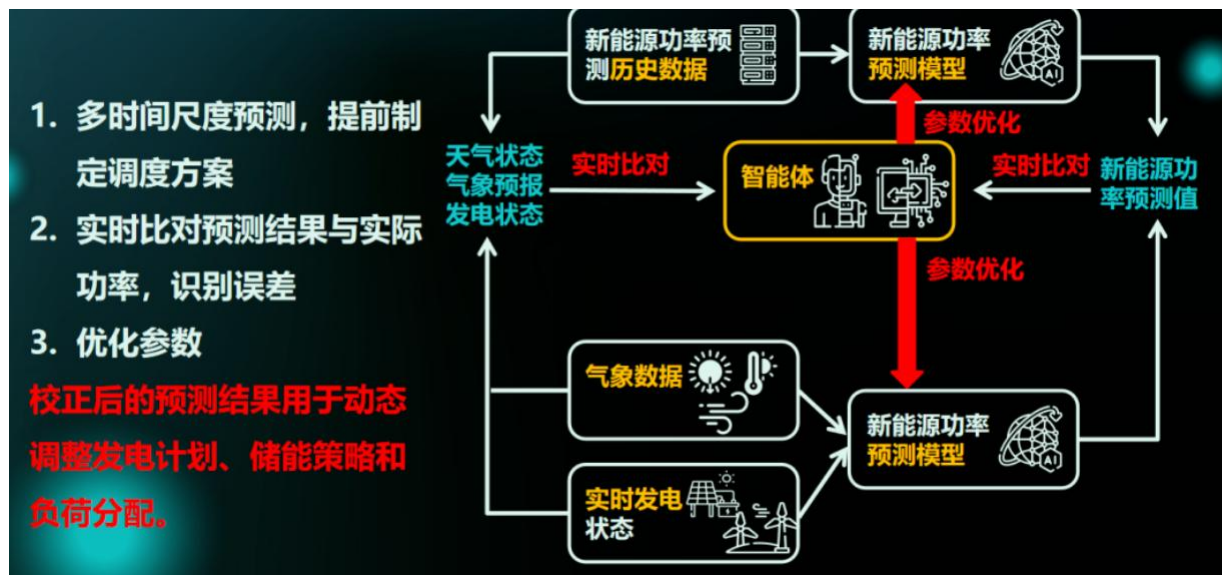 1. 多时间尺度预测，提前制
定调度方案
2. 实时比对预测结果与实际
功率，识别误差
3. 优化参数
校正后的预测结果用于动态
调整发电计划、储能策略和
负荷分配。
新能源功率预
测历史数据
新能源功率
预测模型
AI
参数优化
天气状态
气象预报
发电状态
实时比对
智能体
实时比对
新能源功
率预测值
参数优化
气象数据
新能源功率
预测模型
AI
实时发电
状态